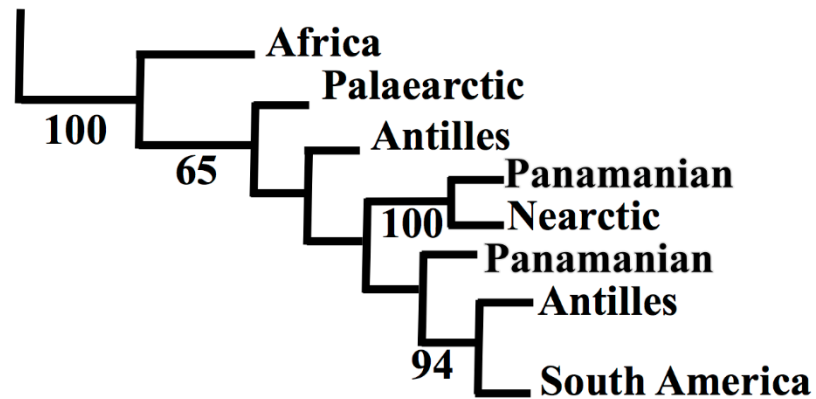 Africa
Palaearctic
100
Antilles
65
Panamanian
Nearctic
100
Panamanian
Antilles
94
South America